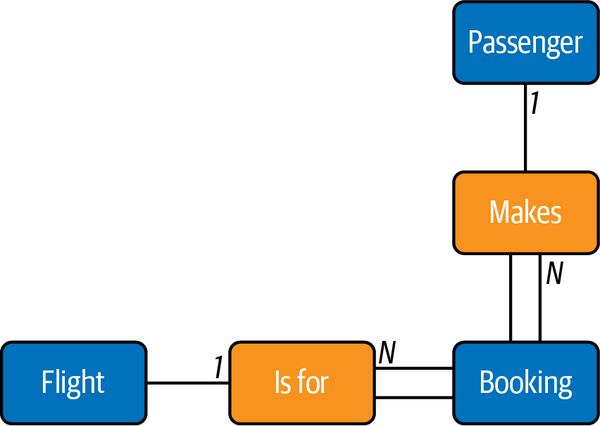 Passenger
1
Makes
N
Flight
1
Is for
N
Booking